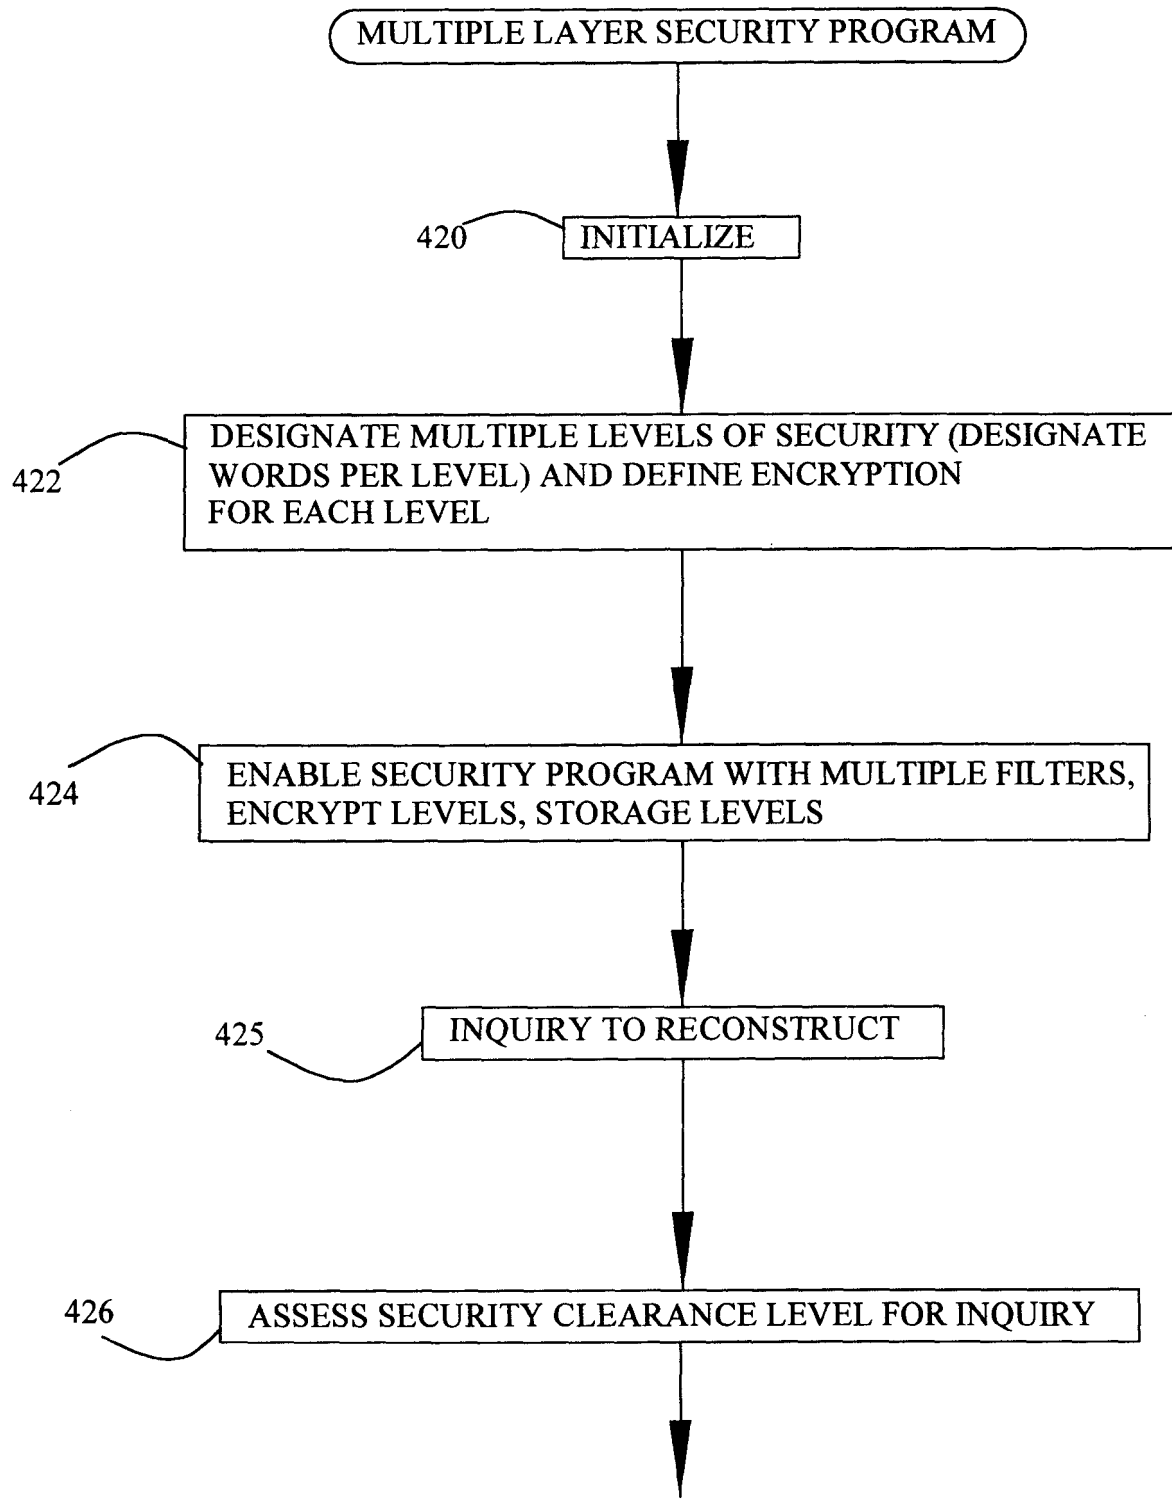 MULTIPLE LAYER SECURITY PROGRAM
420
INITIALIZE
422
DESIGNATE MULTIPLE LEVELS OF SECURITY (DESIGNATE
WORDS PER LEVEL) AND DEFINE ENCRYPTION
FOR EACH LEVEL
424
ENABLE SECURITY PROGRAM WITH MULTIPLE FILTERS,
ENCRYPT LEVELS, STORAGE LEVELS
425
INQUIRY TO RECONSTRUCT
426
ASSESS SECURITY CLEARANCE LEVEL FOR INQUIRY